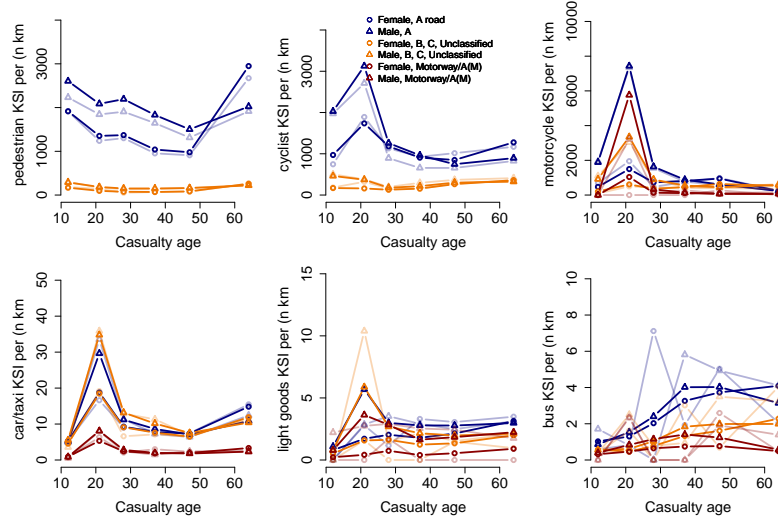 Female, A road
Male, A
Female, B, C, Unclassified
Male, B, C, Unclassified
Female, Motorway/A(M)
Male, Motorway/A(M)
pedestrian KSI per (n km
0
1000
3000
10 20 30 40 50 60
Casualty age
cyclist KSI per (n km
0
1000
3000
10 20 30 40 50 60
Casualty age
motorcycle KSI per (n km
0
2000
6000
10000
10 20 30 40 50 60
Casualty age
car/taxi KSI per (n km
0
10
20
30
40
50
10 20 30 40 50 60
Casualty age
light goods KSI per (n km
0
5
10
15
10 20 30 40 50 60
Casualty age
bus KSI per (n km
0
2
4
6
8
10
10 20 30 40 50 60
Casualty age